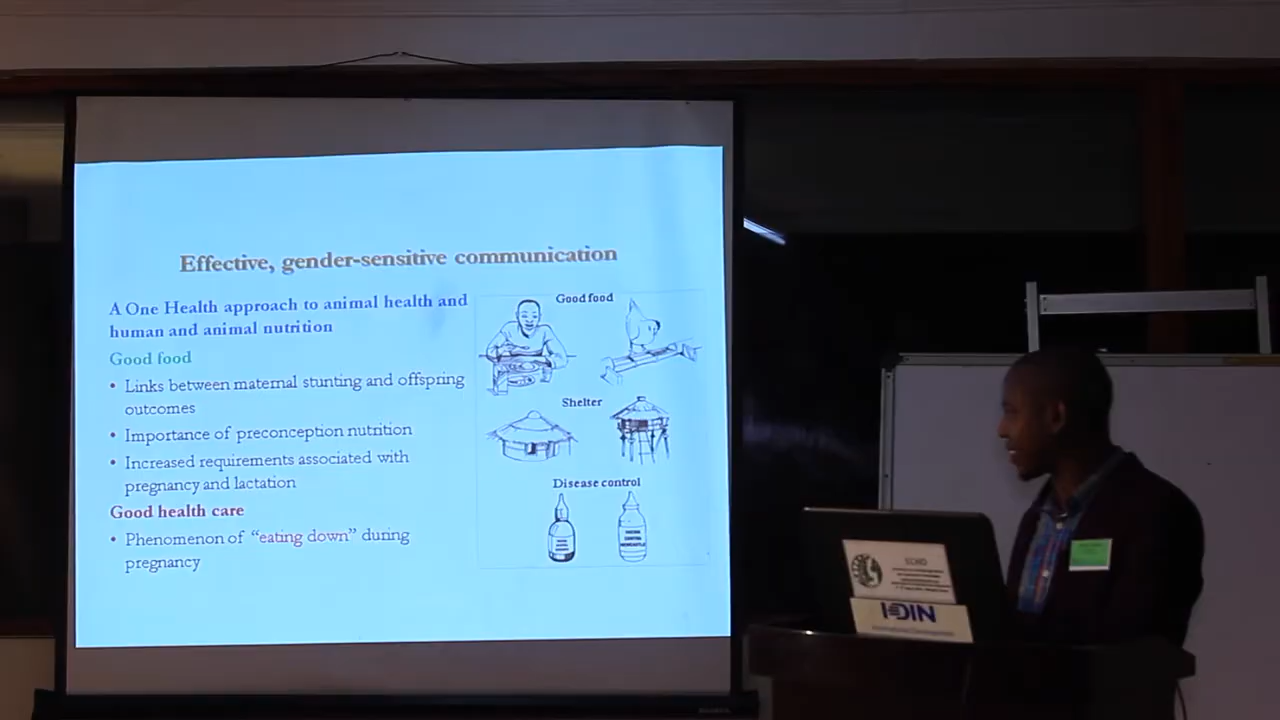 Effective, gender-sensitive communication
A One Health approach to animal health and
human and animal nutrition
Good food
• Links between maternal stunting and offspring
outcomes
• Importance of preconception nutrition
• Increased requirements associated with
pregnancy and lactation
Good health care
• Phenomenon of “eating down” during
pregnancy
Good food
Shelter
Disease control
ECHO
IDIN